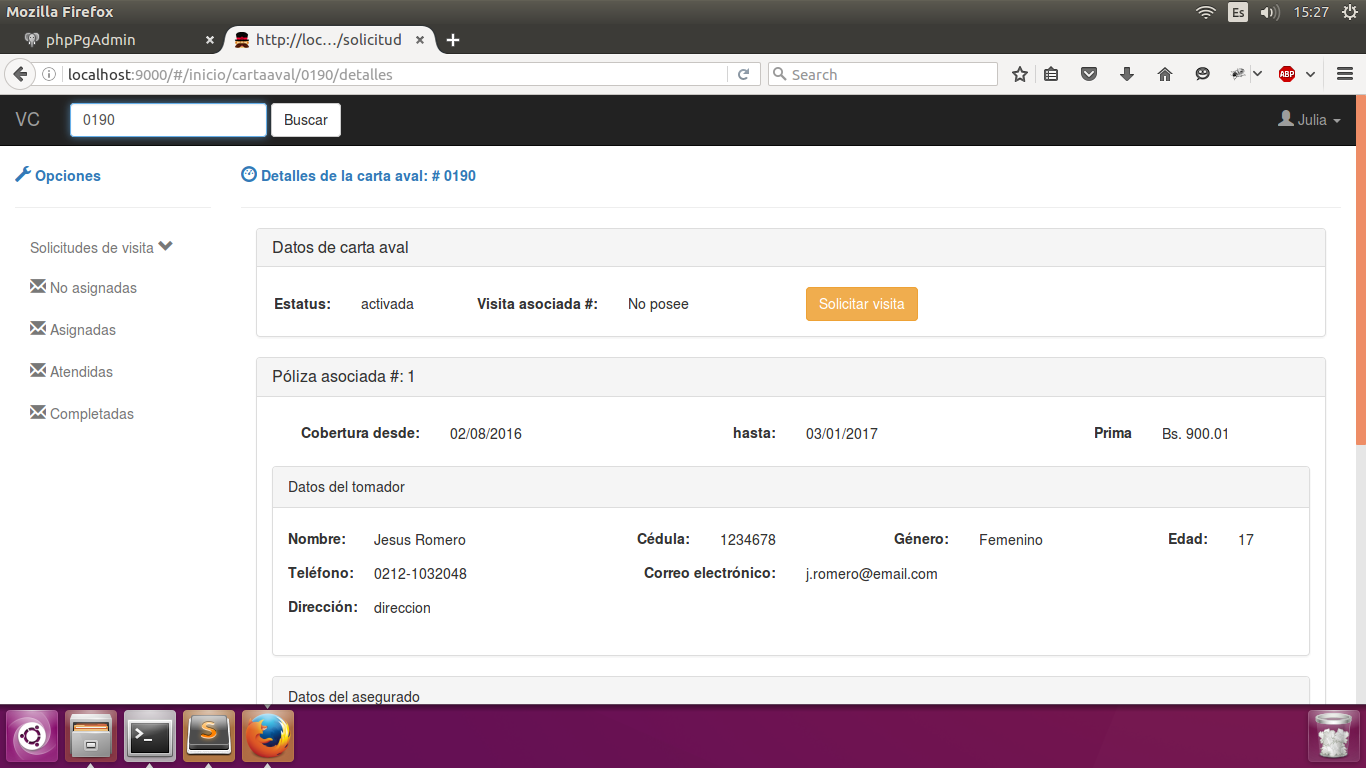 Mozilla Firefox
Es
15:27
phpPgAdmin
http://loc.../solicitud
localhost:9000/#/inicio/cartaaval/0190/detalles
Search
ABP
VC
0190
Buscar
Julia
Opciones
Detalles de la carta aval: # 0190
Solicitudes de visita
No asignadas
Asignadas
Atendidas
Completadas
Datos de carta aval
Estatus: activada Visita asociada #: No posee Solicitar visita
Póliza asociada #: 1
Cobertura desde: 02/08/2016 hasta: 03/01/2017 Prima Bs. 900.01
Datos del tomador
Nombre: Jesus Romero Cédula: 1234678 Género: Femenino Edad: 17
Teléfono: 0212-1032048 Correo electrónico: j.romero@email.com
Dirección: direccion
Datos del asegurado